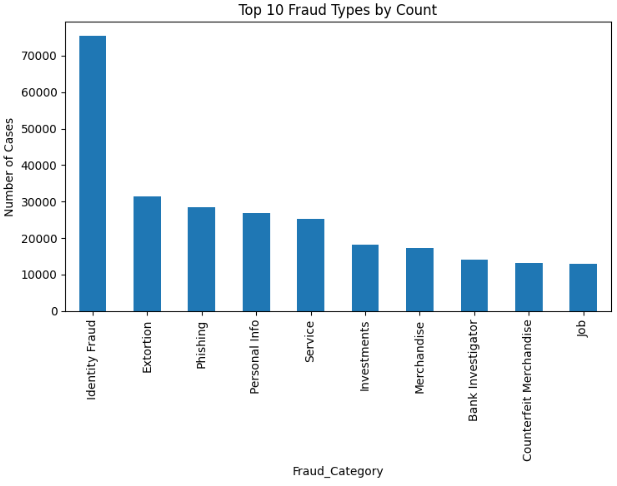 Top 10 Fraud Types by Count
Number of Cases
70000
60000
50000
40000
30000
20000
10000
0
Identity Fraud
Extortion
Phishing
Personal Info
Service
Investments
Merchandise
Bank Investigator
Counterfeit Merchandise
Job
Fraud_Category